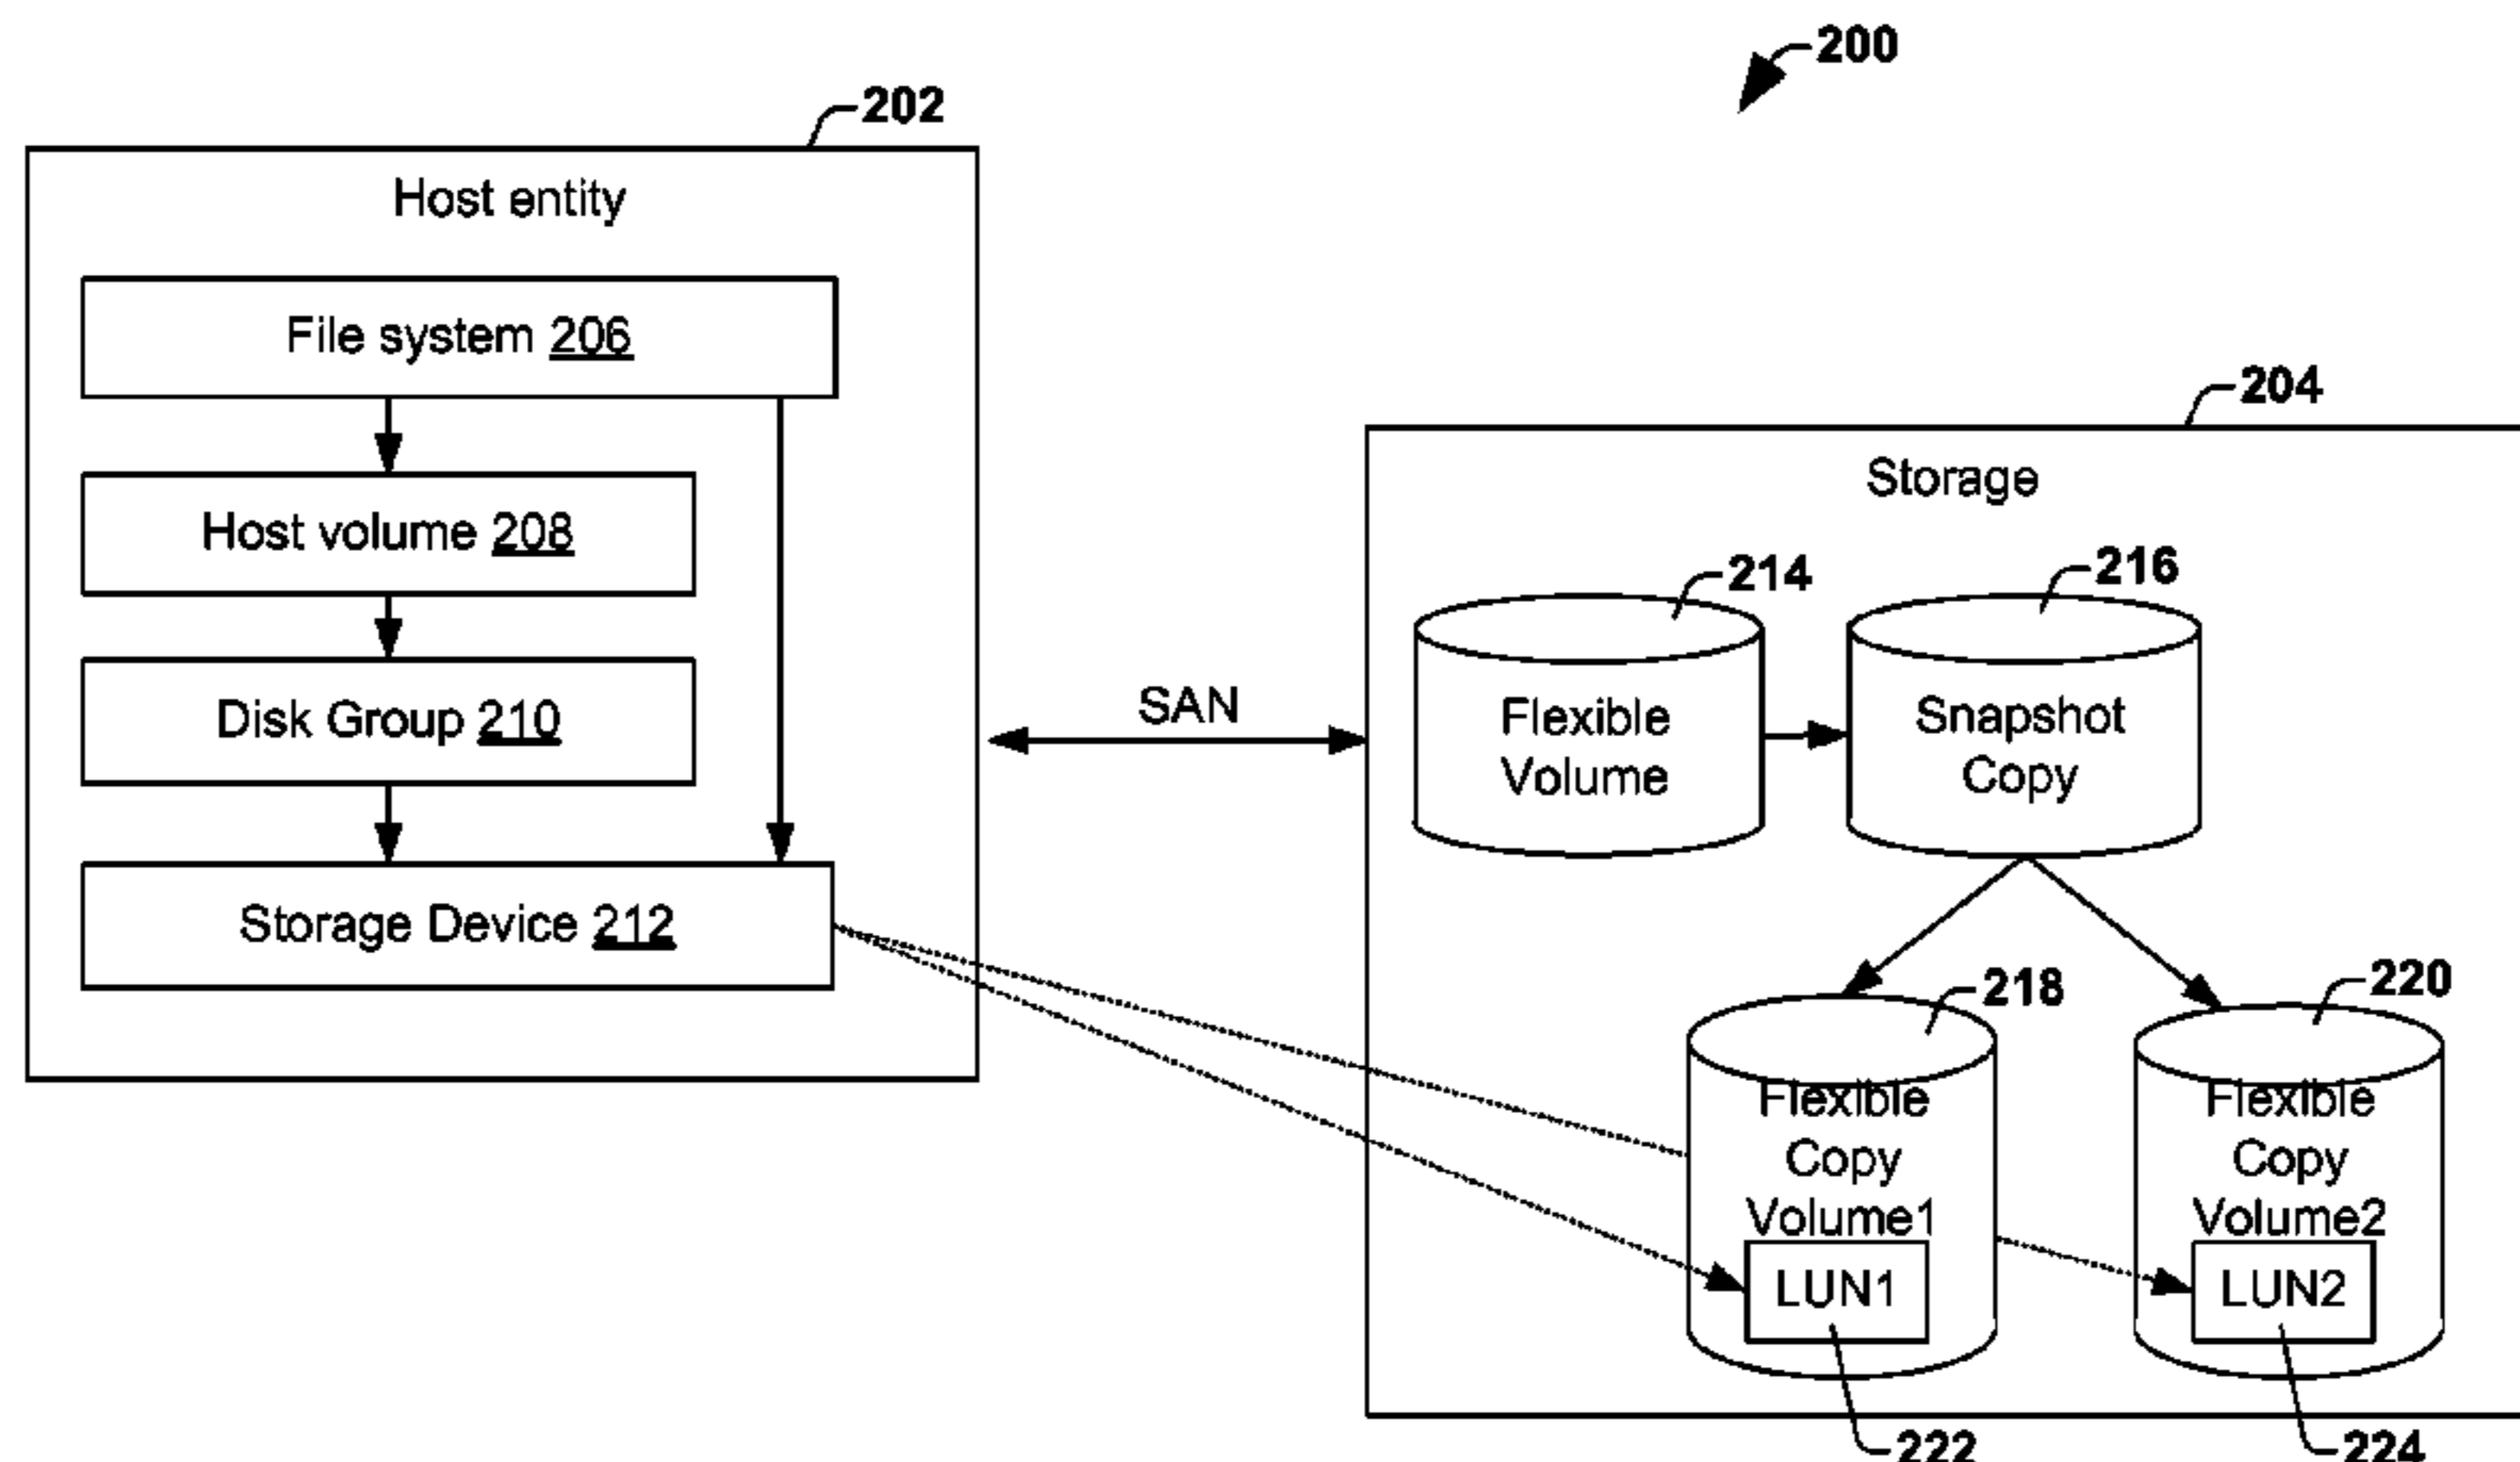 200
202
Host entity
File system 206
204
Storage
Host volume 208
214
216
Disk Group 210
SAN
Flexible
Volume
Snapshot
Copy
Storage Device 212
218
220
Flexible
Copy
Volume1
LUN1
Flexible
Copy
Volume2
LUN2
222
224